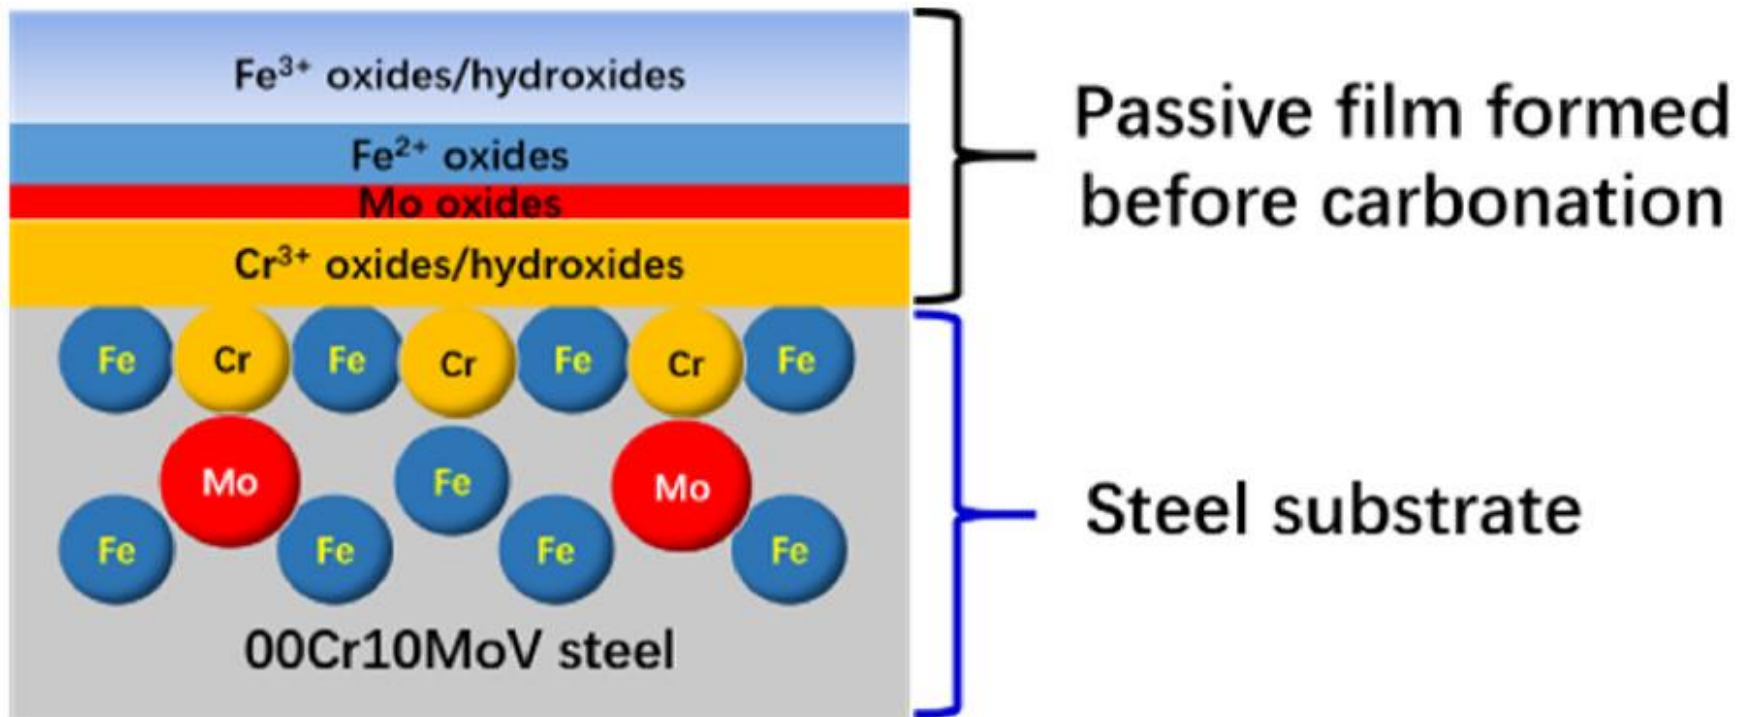 Fe³⁺ oxides/hydroxides
Fe²⁺ oxides
Mo oxides
Cr³⁺ oxides/hydroxides
Passive film formed
before carbonation
Fe Cr Fe Cr Fe Cr Fe
Mo Fe Mo
Fe Fe Fe Fe
00Cr10MoV steel
Steel substrate